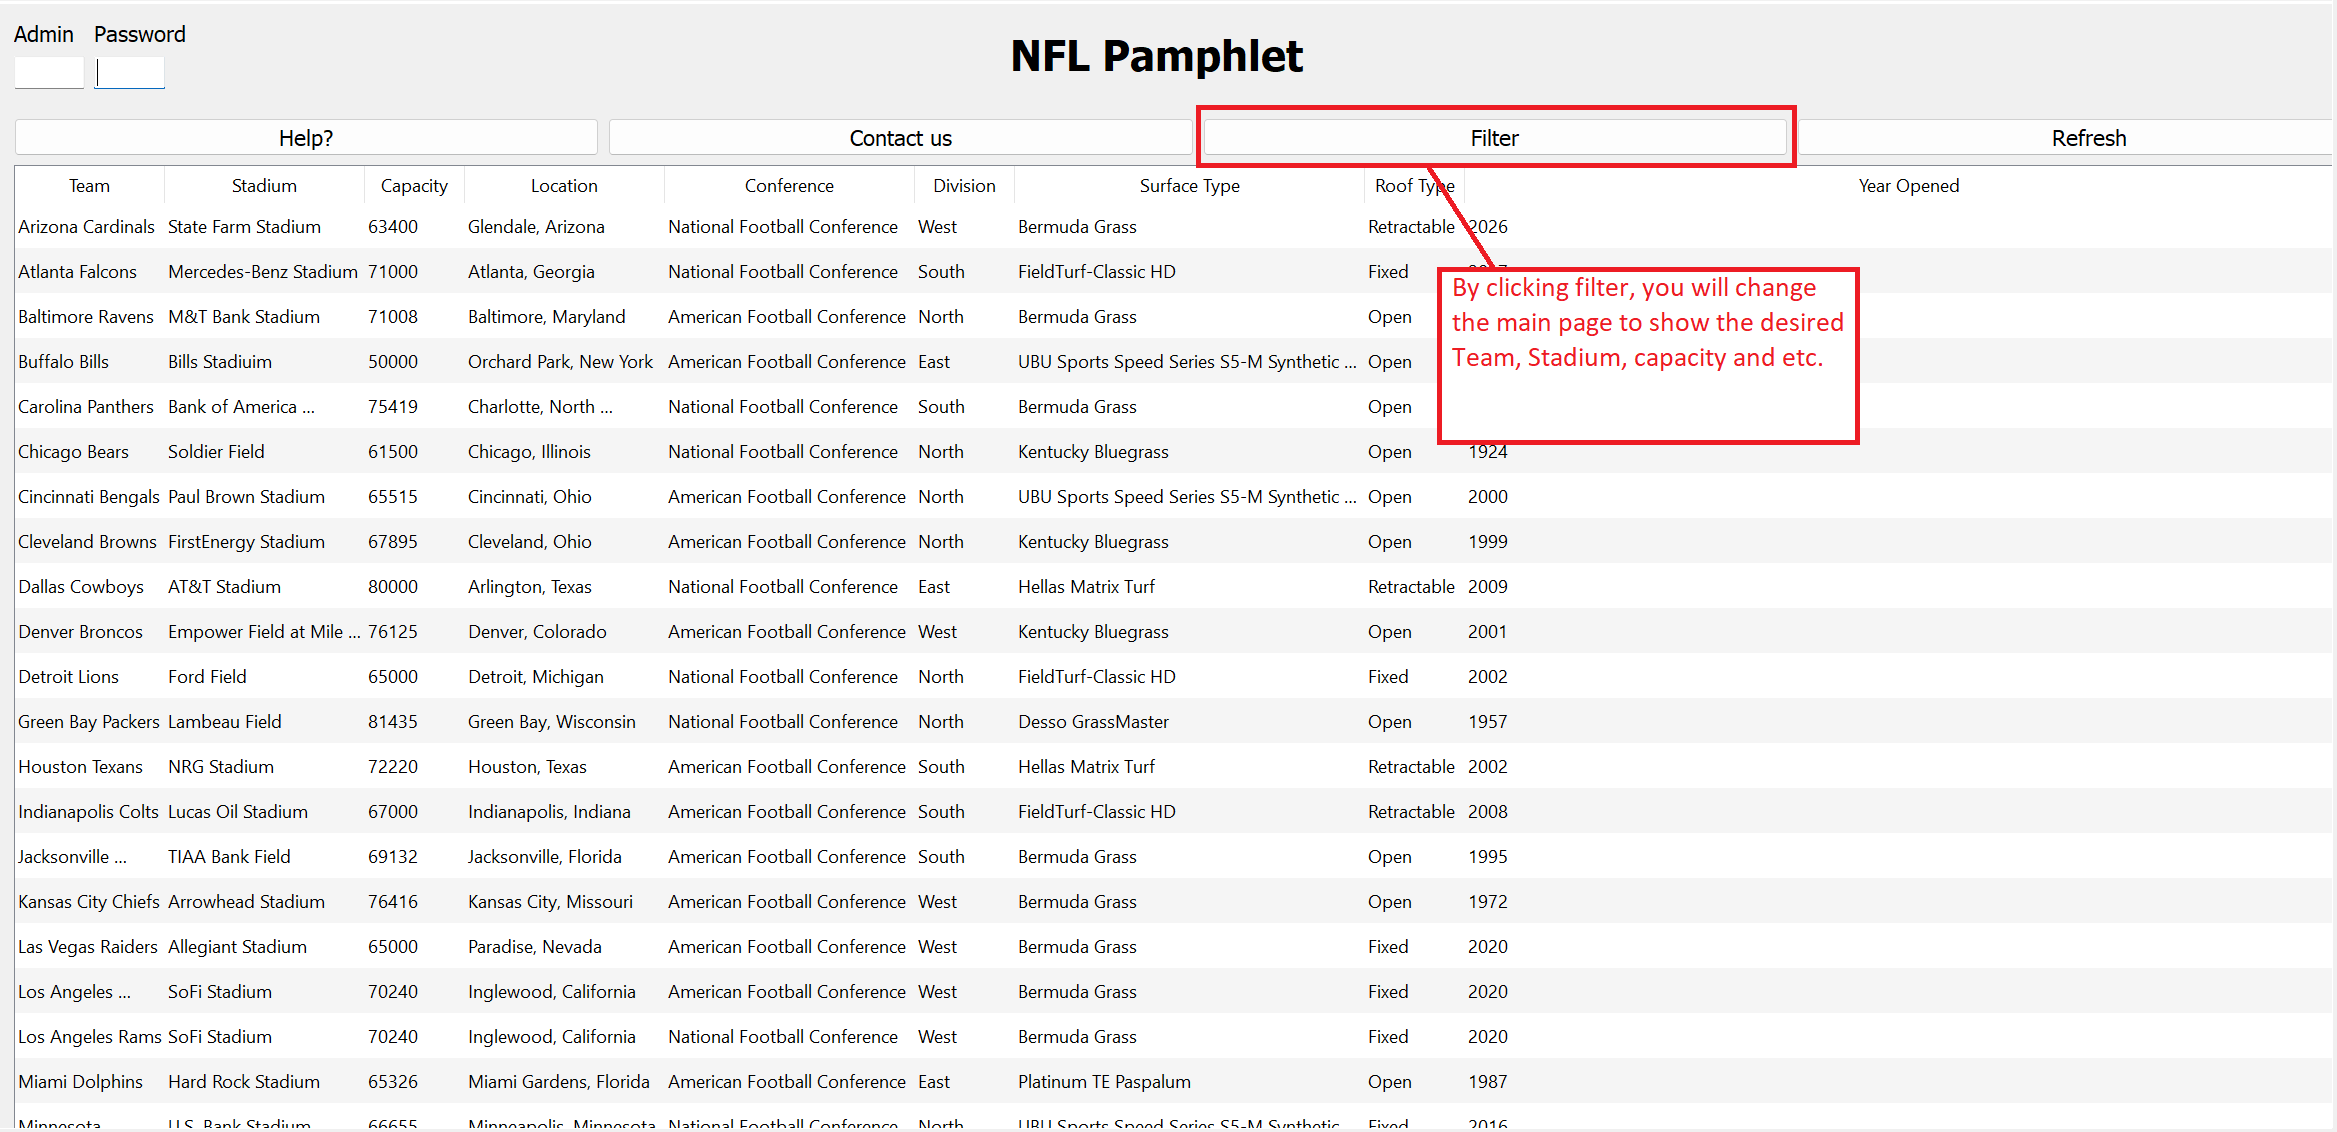 Admin Password
NFL Pamphlet
Help? Contact us Filter Refresh
Team Stadium Capacity Location Conference Division Surface Type Roof Type Year Opened
Arizona Cardinals State Farm Stadium 63400 Glendale, Arizona National Football Conference West Bermuda Grass Retractable 2026
Atlanta Falcons Mercedes-Benz Stadium 71000 Atlanta, Georgia National Football Conference South FieldTurf-Classic HD Fixed
By clicking filter, you will change
the main page to show the desired
Team, Stadium, capacity and etc.
Baltimore Ravens M&T Bank Stadium 71008 Baltimore, Maryland American Football Conference North Bermuda Grass Open
Buffalo Bills Bills Stadiuim 50000 Orchard Park, New York American Football Conference East UBU Sports Speed Series S5-M Synthetic ... Open
Carolina Panthers Bank of America ... 75419 Charlotte, North ... National Football Conference South Bermuda Grass Open
Chicago Bears Soldier Field 61500 Chicago, Illinois National Football Conference North Kentucky Bluegrass Open 1924
Cincinnati Bengals Paul Brown Stadium 65515 Cincinnati, Ohio American Football Conference North UBU Sports Speed Series S5-M Synthetic ... Open 2000
Cleveland Browns FirstEnergy Stadium 67895 Cleveland, Ohio American Football Conference North Kentucky Bluegrass Open 1999
Dallas Cowboys AT&T Stadium 80000 Arlington, Texas National Football Conference East Hellas Matrix Turf Retractable 2009
Denver Broncos Empower Field at Mile ... 76125 Denver, Colorado American Football Conference West Kentucky Bluegrass Open 2001
Detroit Lions Ford Field 65000 Detroit, Michigan National Football Conference North FieldTurf-Classic HD Fixed 2002
Green Bay Packers Lambeau Field 81435 Green Bay, Wisconsin National Football Conference North Desso GrassMaster Open 1957
Houston Texans NRG Stadium 72220 Houston, Texas American Football Conference South Hellas Matrix Turf Retractable 2002
Indianapolis Colts Lucas Oil Stadium 67000 Indianapolis, Indiana American Football Conference South FieldTurf-Classic HD Retractable 2008
Jacksonville ... TIAA Bank Field 69132 Jacksonville, Florida American Football Conference South Bermuda Grass Open 1995
Kansas City Chiefs Arrowhead Stadium 76416 Kansas City, Missouri American Football Conference West Bermuda Grass Open 1972
Las Vegas Raiders Allegiant Stadium 65000 Paradise, Nevada American Football Conference West Bermuda Grass Fixed 2020
Los Angeles ... SoFi Stadium 70240 Inglewood, California American Football Conference West Bermuda Grass Fixed 2020
Los Angeles Rams SoFi Stadium 70240 Inglewood, California National Football Conference West Bermuda Grass Fixed 2020
Miami Dolphins Hard Rock Stadium 65326 Miami Gardens, Florida American Football Conference East Platinum TE Paspalum Open 1987
Minnesota U.S. Bank Stadium 66655 Minneapolis, Minnesota National Football Conference North UBU Sports Speed Series S5-M Synthetic Fixed 2016